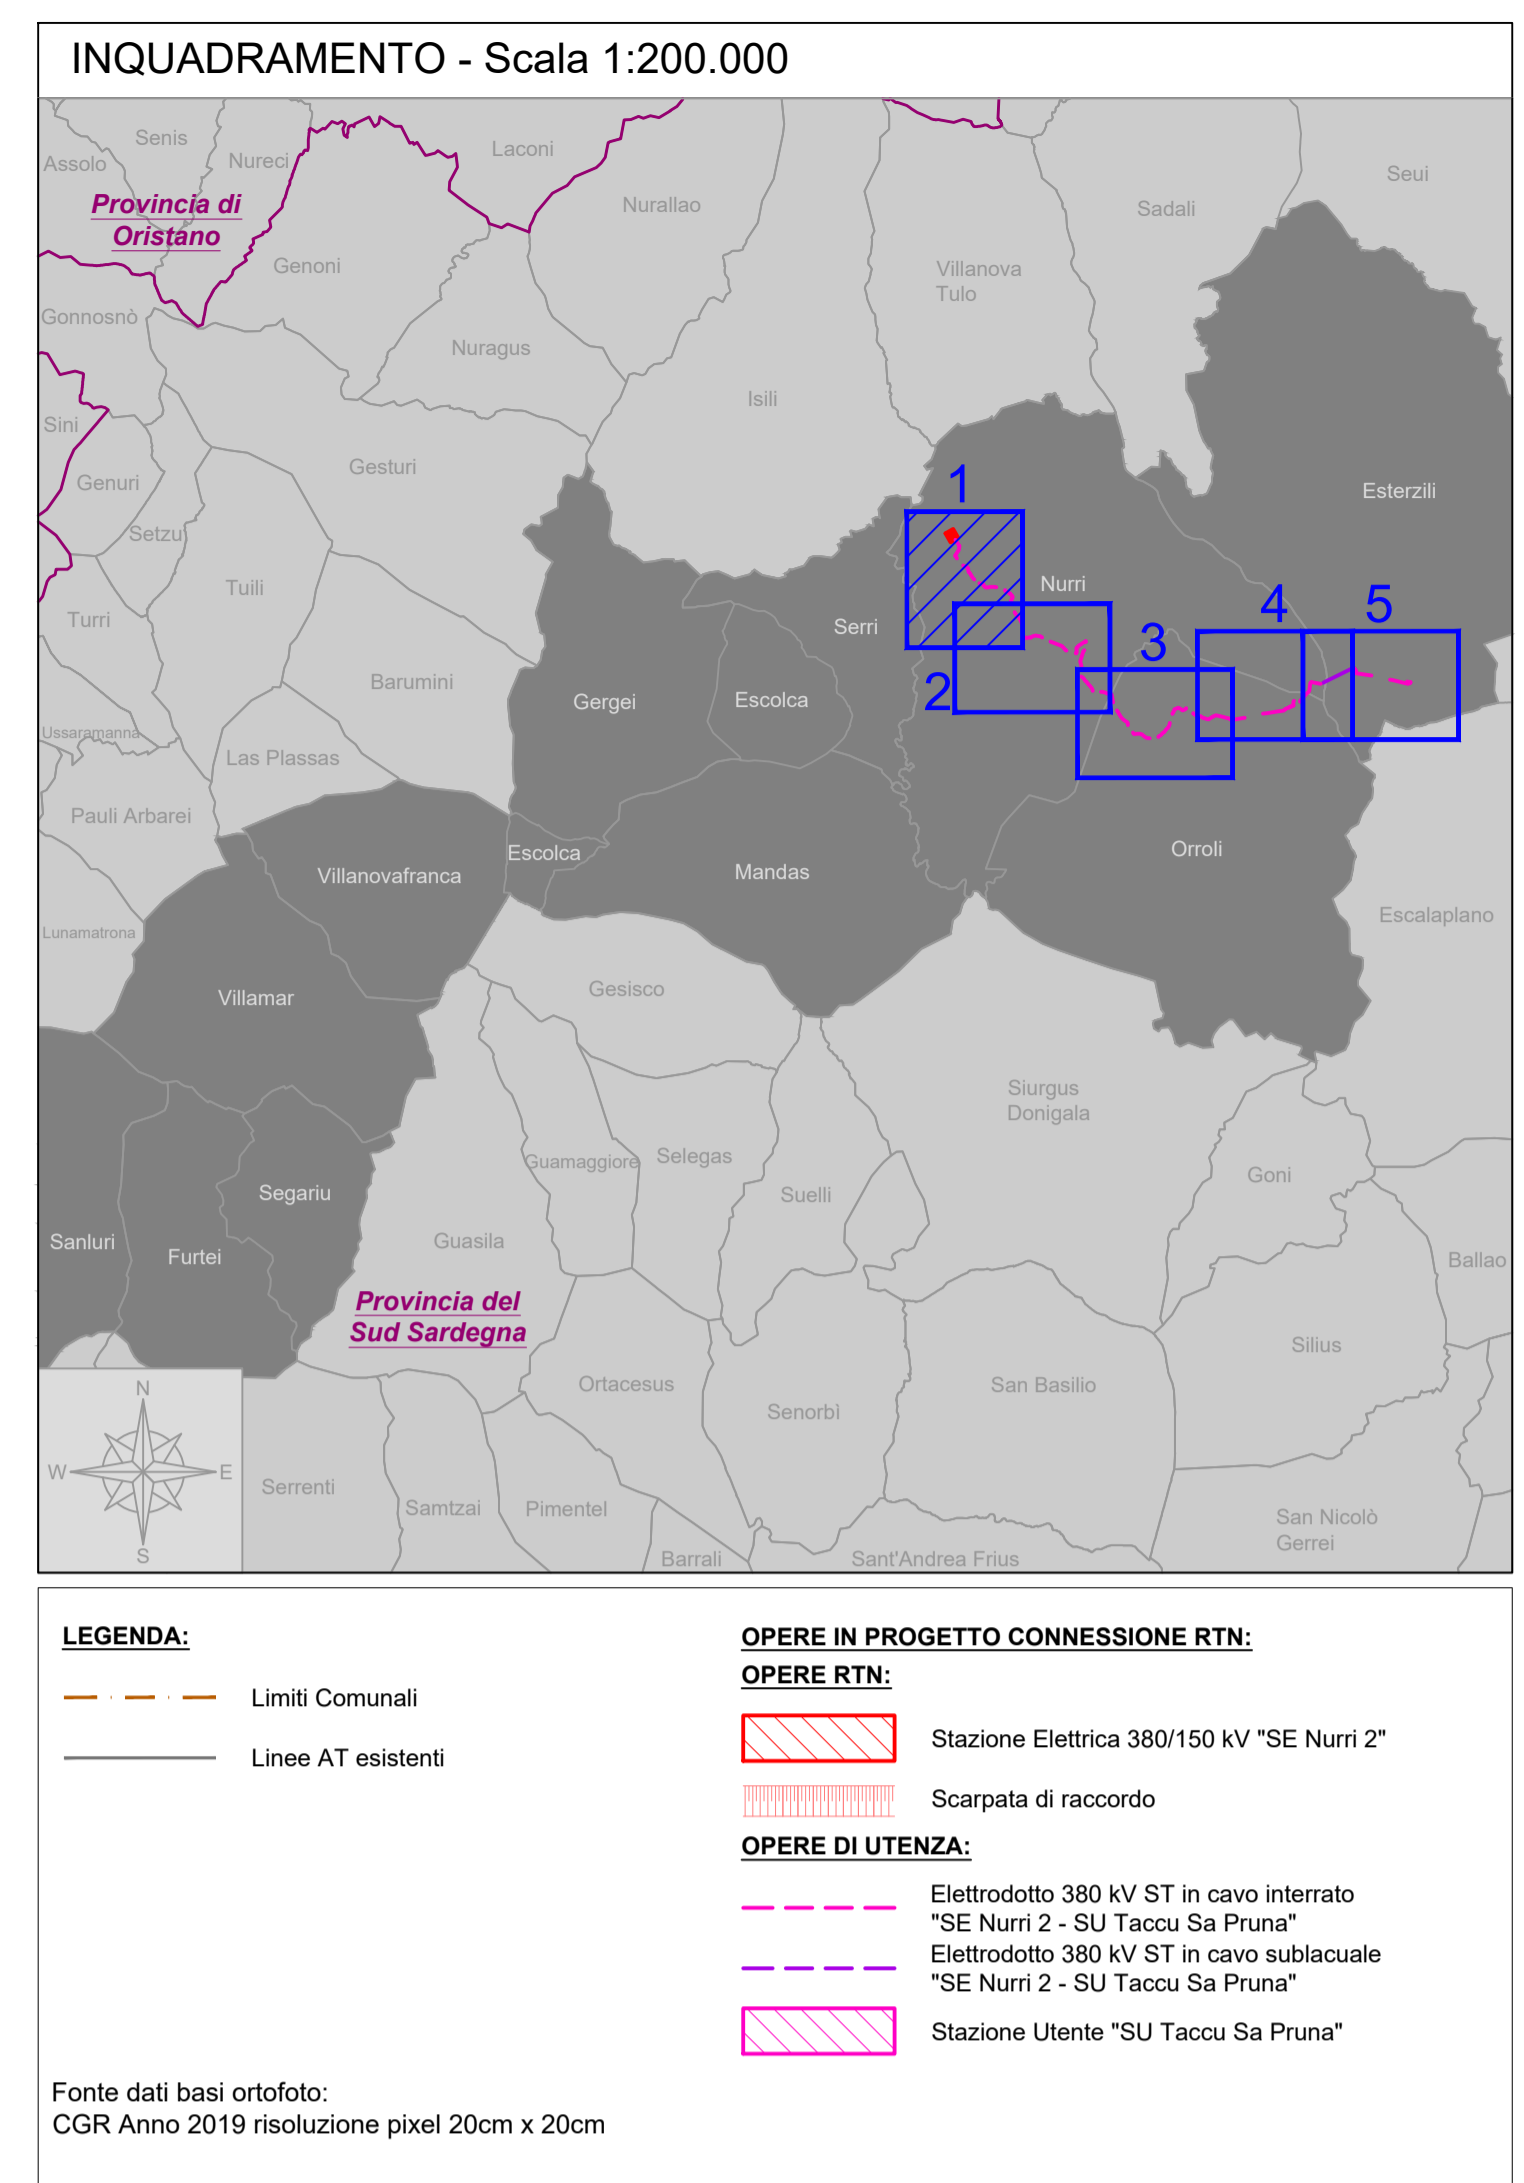 INQUADRAMENTO - Scala 1:200.000
Senis
Laconi
Nureci
Assolo
Seui
Provincia di
Oristano
Nurallao
Sadali
Genoni
Villanova
Tulo
Gonnosnò
Nuragus
Isili
Sini
Gesturi
Genuri
1
Esterzili
Setzu
Tuili
Nurri
4
5
Turri
Serri
3
Barumini
2
Gergei
Escolca
Ussaramanna
Las Plassas
Pauli Arbarei
Escolca
Orroli
Villanovafranca
Mandas
Escalaplano
Lunamatrona
Gesisco
Villamar
Siurgus
Donigala
Guamaggiore
Selegas
Goni
Segariu
Suelli
Sanluri
Furtei
Guasila
Ballao
Provincia del
Sud Sardegna
Silius
Ortacesus
San Basilio
Senorbì
N
W
E
S
Serrenti
Samtzai
Pimentel
San Nicolò
Gerrei
Barrali
Sant'Andrea Frius
LEGENDA:
Limiti Comunali
Linee AT esistenti
OPERE IN PROGETTO CONNESSIONE RTN:
OPERE RTN:
Stazione Elettrica 380/150 kV "SE Nurri 2"
Scarpata di raccordo
OPERE DI UTENZA:
Elettrodotto 380 kV ST in cavo interrato
"SE Nurri 2 - SU Taccu Sa Pruna"
Elettrodotto 380 kV ST in cavo sublacuale
"SE Nurri 2 - SU Taccu Sa Pruna"
Stazione Utente "SU Taccu Sa Pruna"
Fonte dati basi ortofoto:
CGR Anno 2019 risoluzione pixel 20cm x 20cm